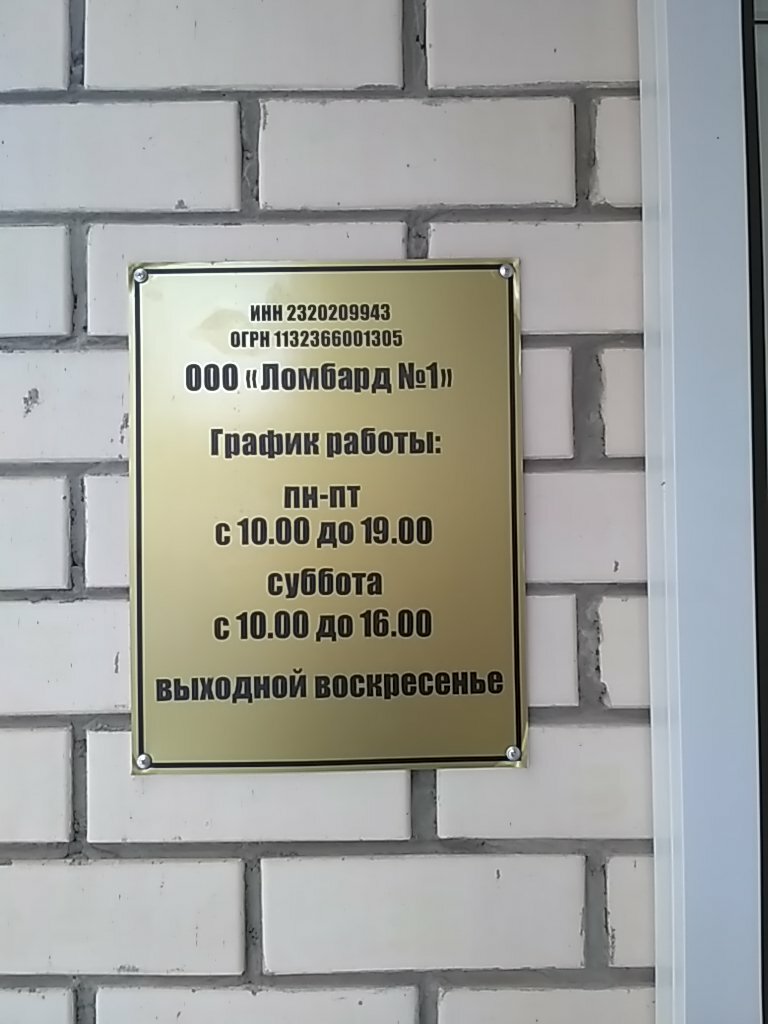 ИНН 2320209943
ОГРН 1132366001305
ООО «Ломбард №1»
График работы:
пн-пт
с 10.00 до 19.00
суббота
с 10.00 до 16.00
выходной воскресенье